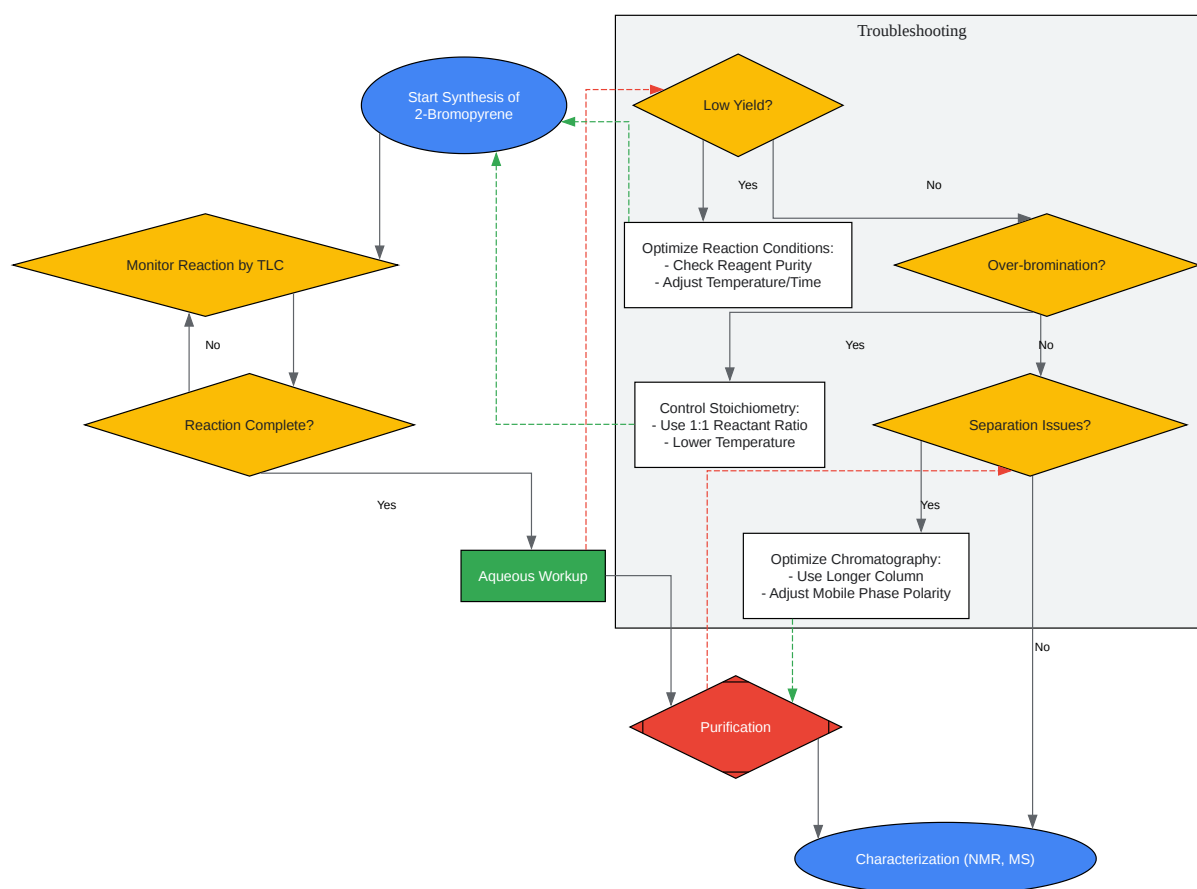 Troubleshooting
Start Synthesis of
2-Bromopyrene
Low Yield?
Yes
No
Monitor Reaction by TLC
Optimize Reaction Conditions:
- Check Reagent Purity
- Adjust Temperature/Time
Over-bromination?
No
Yes
No
Reaction Complete?
Control Stoichiometry:
- Use 1:1 Reactant Ratio
- Lower Temperature
Separation Issues?
Yes
Yes
Aqueous Workup
Optimize Chromatography:
- Use Longer Column
- Adjust Mobile Phase Polarity
No
Purification
Characterization (NMR, MS)